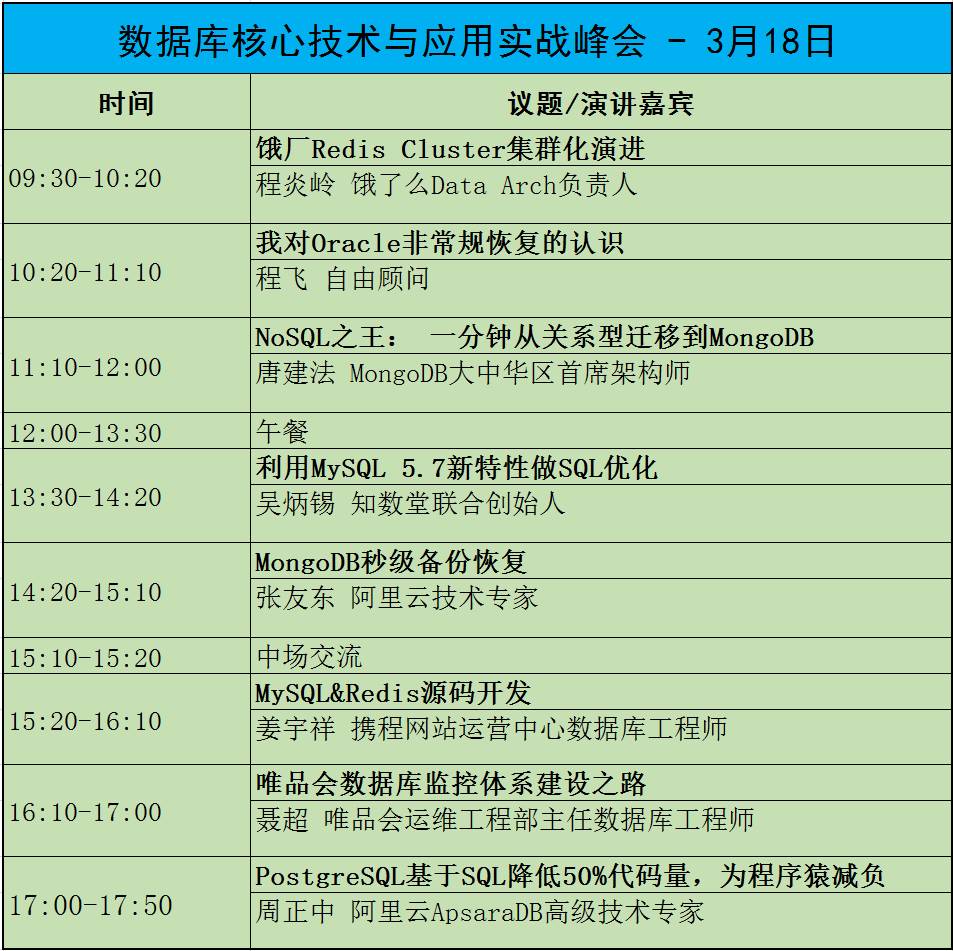 数据库核心技术与应用实战峰会 - 3月18日
时间 议题/演讲嘉宾
09:30-10:20
饿厂Redis Cluster集群化演进
程炎岭 饿了么Data Arch负责人
10:20-11:10
我对Oracle非常规恢复的认识
程飞 自由顾问
11:10-12:00
NoSQL之王： 一分钟从关系型迁移到MongoDB
唐建法 MongoDB大中华区首席架构师
12:00-13:30 午餐
13:30-14:20
利用MySQL 5.7新特性做SQL优化
吴炳锡 知数堂联合创始人
14:20-15:10
MongoDB秒级备份恢复
张友东 阿里云技术专家
15:10-15:20 中场交流
15:20-16:10
MySQL&Redis源码开发
姜宇祥 携程网站运营中心数据库工程师
16:10-17:00
唯品会数据库监控体系建设之路
聂超 唯品会运维工程部主任数据库工程师
17:00-17:50
PostgreSQL基于SQL降低50%代码量，为程序猿减负
周正中 阿里云ApsaraDB高级技术专家